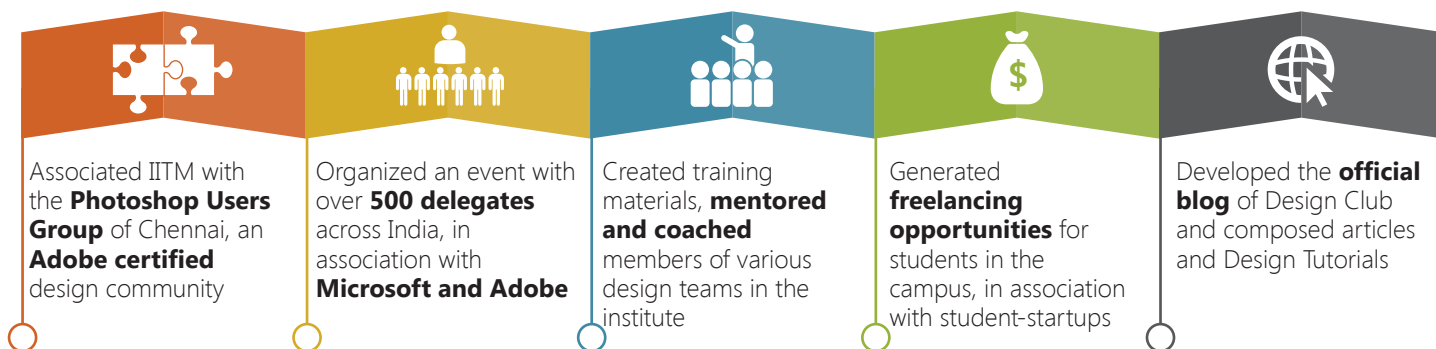 $
Associated IITM with
the Photoshop Users
Group of Chennai, an
Adobe certified
design community
Organized an event with
over 500 delegates
across India, in
association with
Microsoft and Adobe
Created training
materials, mentored
and coached
members of various
design teams in the
institute
Generated
freelancing
opportunities for
students in the
campus, in association
with student-startups
Developed the official
blog of Design Club
and composed articles
and Design Tutorials